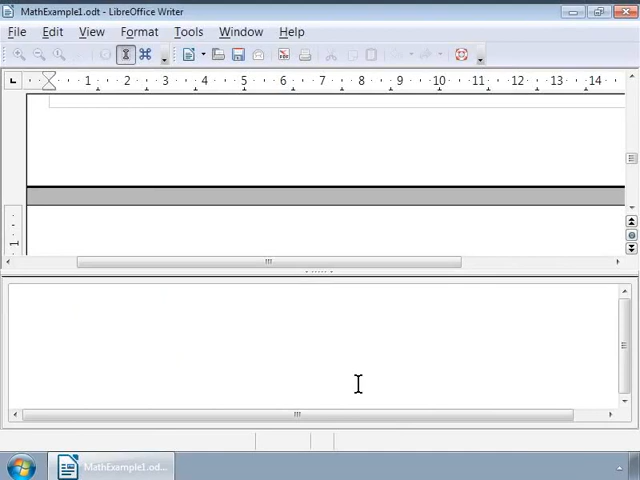 MathExample1.odt - LibreOffice Writer
File Edit View Format Tools Window Help
1 2 3 4 5 6 7 8 9 10 11 12 13 14
1
MathExample1.od...